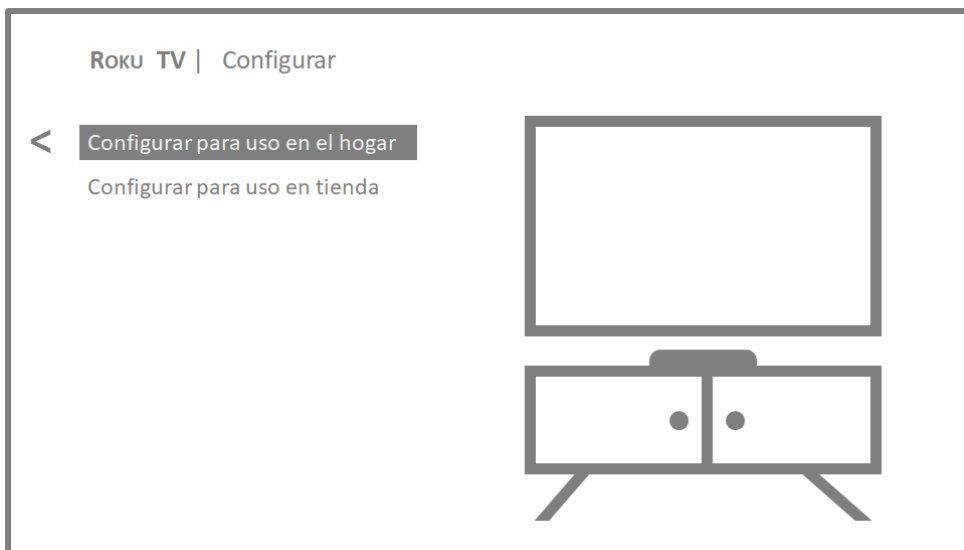 ROKU TV | Configurar
< Configurar para uso en el hogar
Configurar para uso en tienda